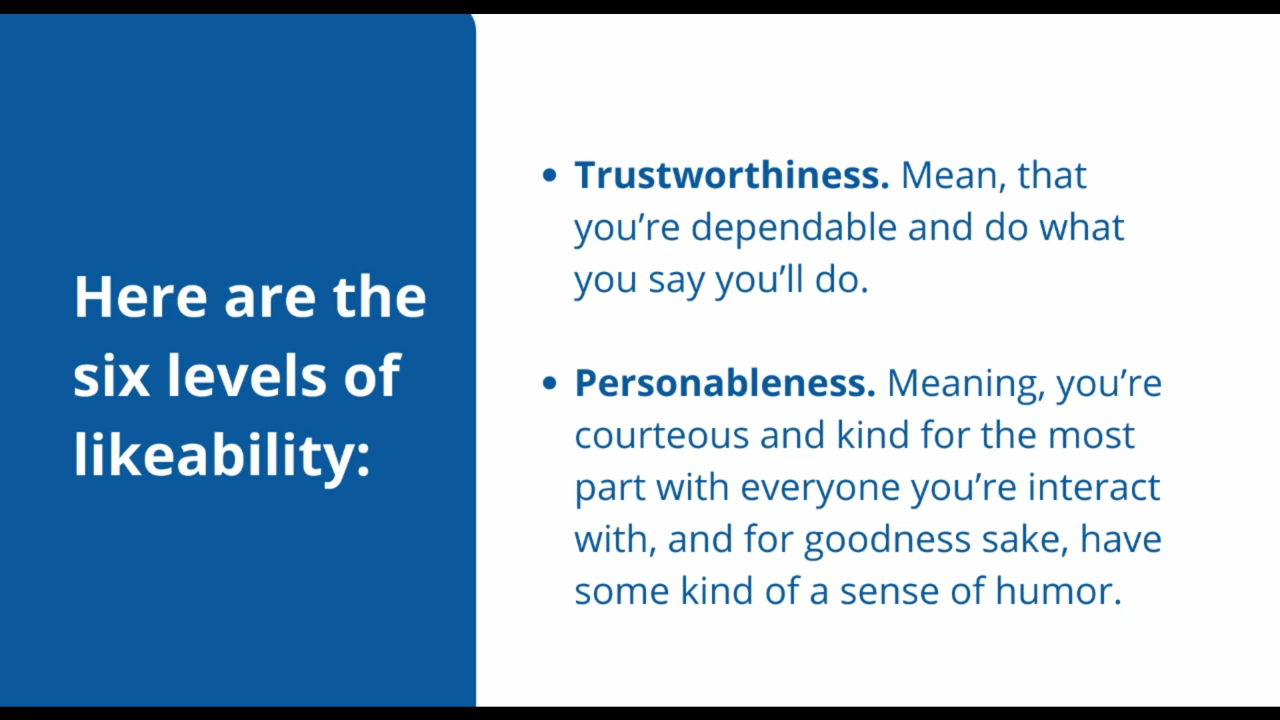 Here are the
six levels of
likeability:
• Trustworthiness. Mean, that
you’re dependable and do what
you say you’ll do.
• Personableness. Meaning, you’re
courteous and kind for the most
part with everyone you’re interact
with, and for goodness sake, have
some kind of a sense of humor.